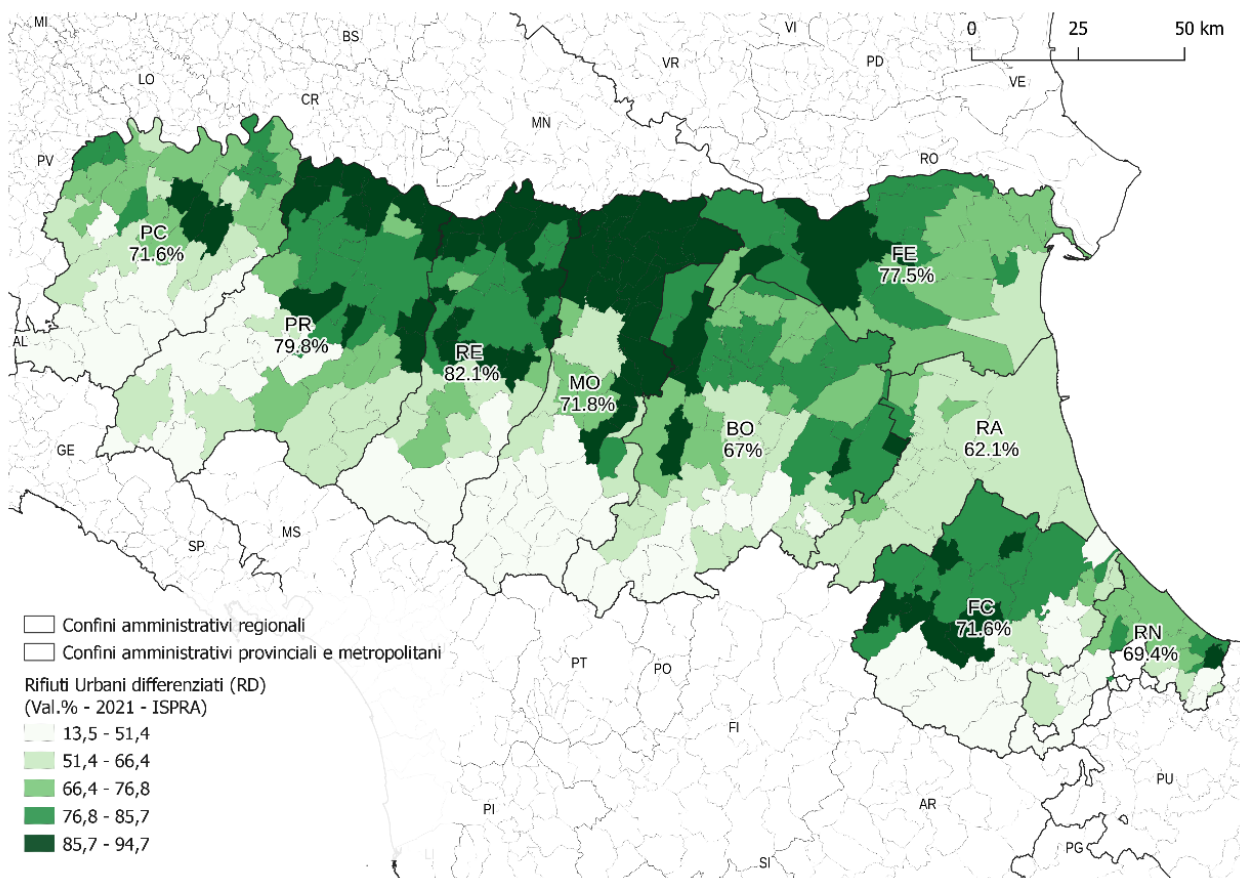 MI
BS
VI
0
25
50 km
VR
PD
LO
VE
CR
MN
PV
RO
PC
71.6%
FE
77.5%
PR
79.8%
AL
RE
82.1%
MO
71.8%
BO
67%
RA
62.1%
GE
MS
SP
FC
71.6%
RN
69.4%
PT
PO
FI
PU
AR
PI
LI
SI
PG
Confini amministrativi regionali
Confini amministrativi provinciali e metropolitani
Rifiuti Urbani differenziati (RD)
(Val.% - 2021 - ISPRA)
13,5 - 51,4
51,4 - 66,4
66,4 - 76,8
76,8 - 85,7
85,7 - 94,7